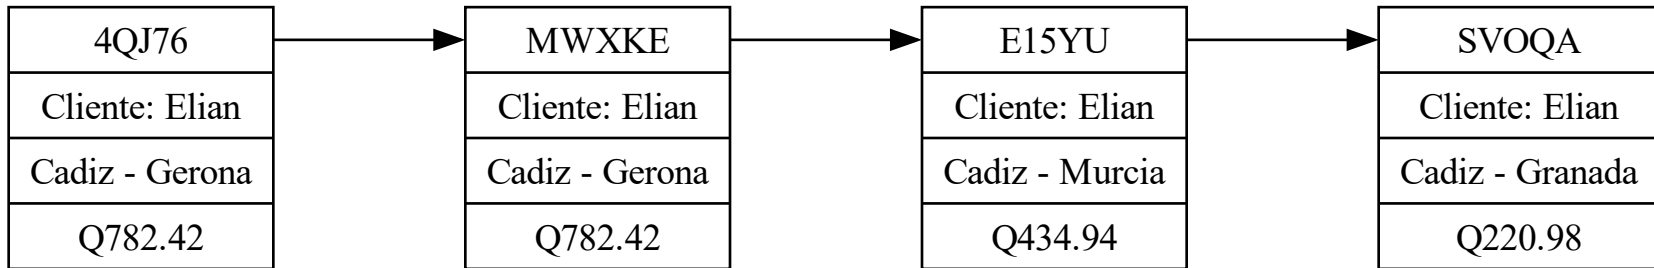 4QJ76
Cliente: Elian
Cadiz - Gerona
Q782.42
MWXKE
Cliente: Elian
Cadiz - Gerona
Q782.42
E15YU
Cliente: Elian
Cadiz - Murcia
Q434.94
SVOQA
Cliente: Elian
Cadiz - Granada
Q220.98